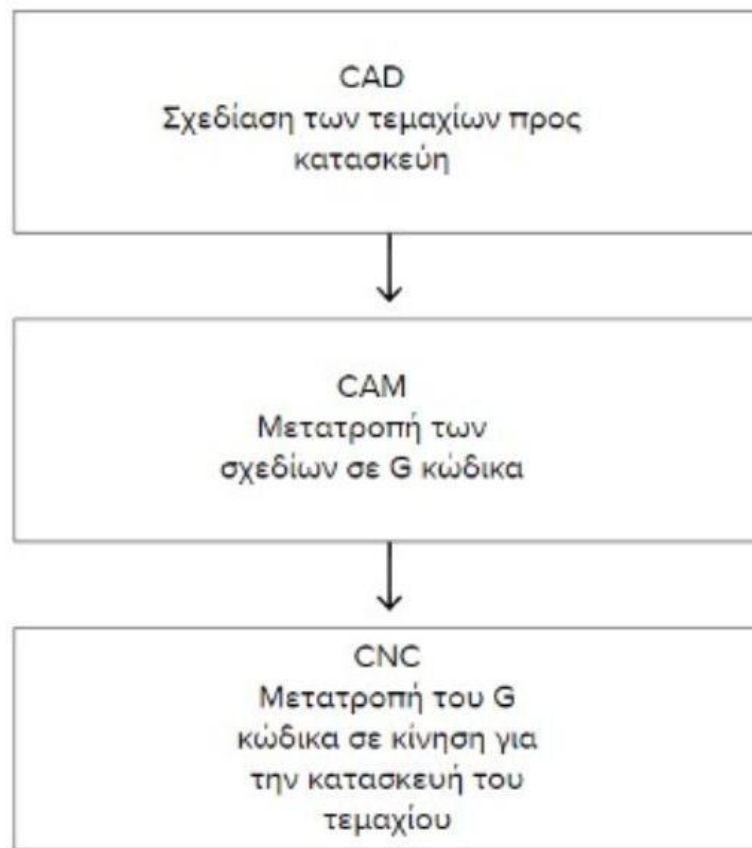 CAD
Σχεδίαση των τεμαχίων προς
κατασκεύη
CAM
Μετατροπή των
σχεδίων σε G κώδικα
CNC
Μετατροπή του G
κώδικα σε κίνηση για
την κατασκευή του
τεμαχίου